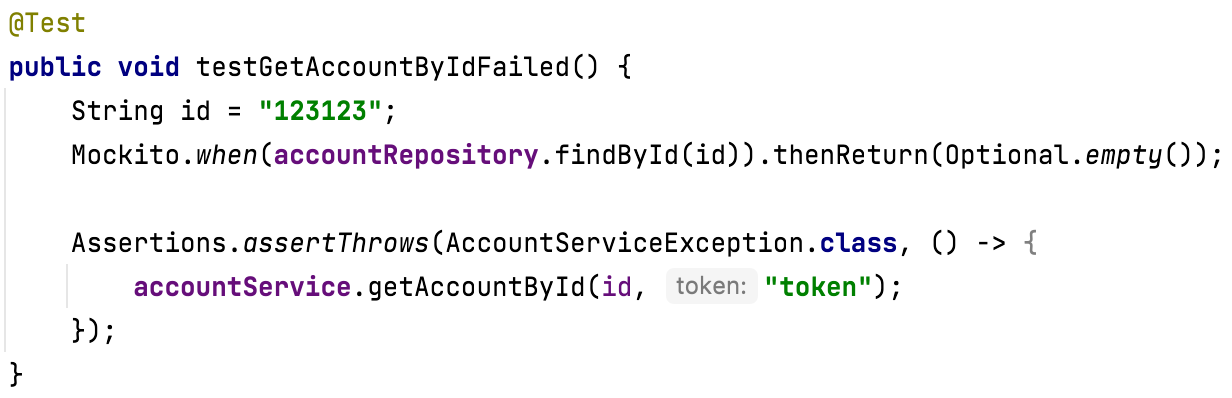 @Test
public void testGetAccountByIdFailed() {
    String id = "123123";
    Mockito.when(accountRepository.findById(id)).thenReturn(Optional.empty());

    Assertions.assertThrows(AccountServiceException.class, () -> {
        accountService.getAccountById(id, token: "token");
    });
}